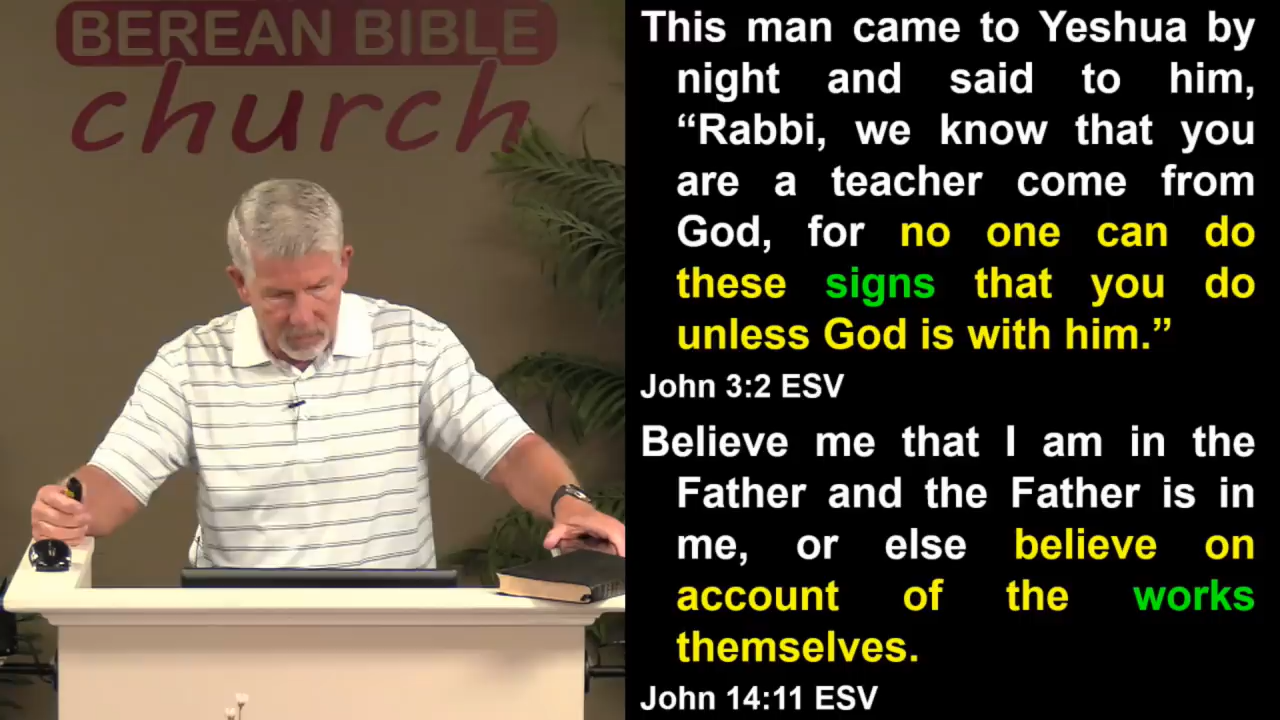 BEREAN BIBLE
church
This man came to Yeshua by
night and said to him,
“Rabbi, we know that you
are a teacher come from
God, for no one can do
these signs that you do
unless God is with him.”
John 3:2 ESV
Believe me that I am in the
Father and the Father is in
me, or else believe on
account of the works
themselves.
John 14:11 ESV